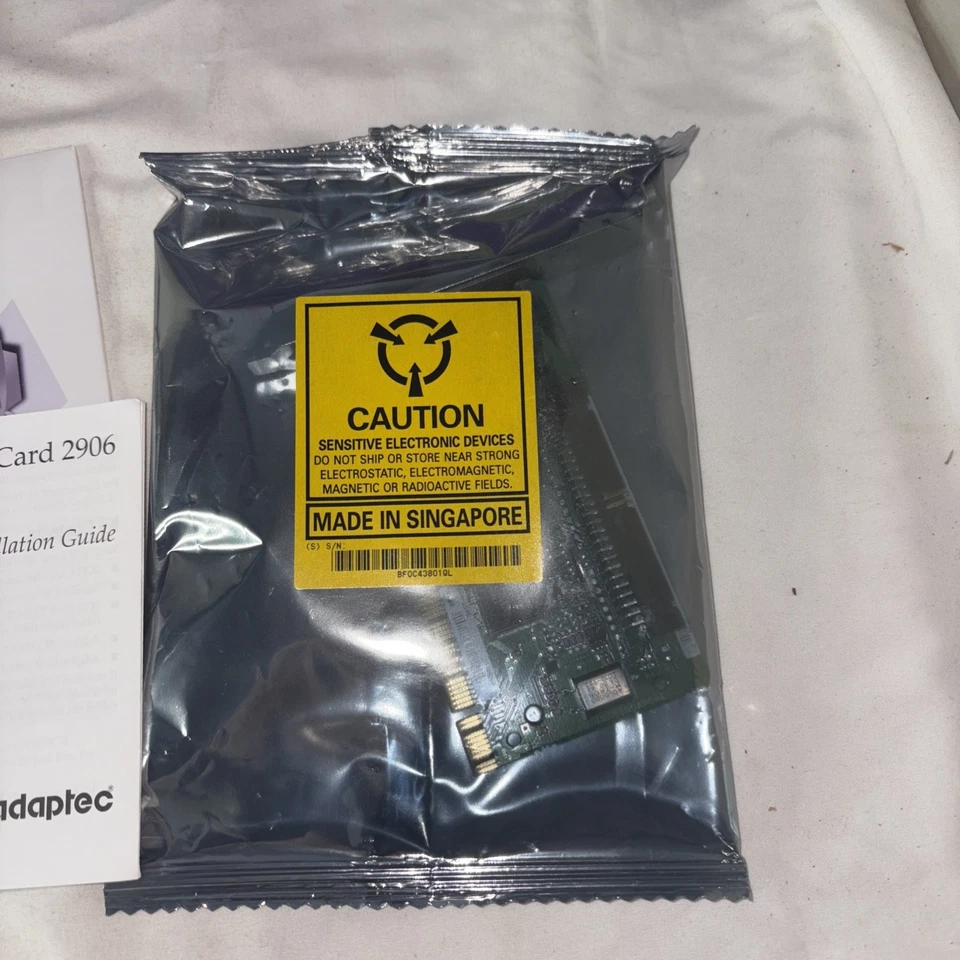 CAUTION
SENSITIVE ELECTRONIC DEVICES
DO NOT SHIP OR STORE NEAR STRONG
ELECTROSTATIC, ELECTROMAGNETIC,
MAGNETIC OR RADIOACTIVE FIELDS.
MADE IN SINGAPORE
(S) S/N:
BF0C43801QL
Card 2906
llation Guide
adaptec®